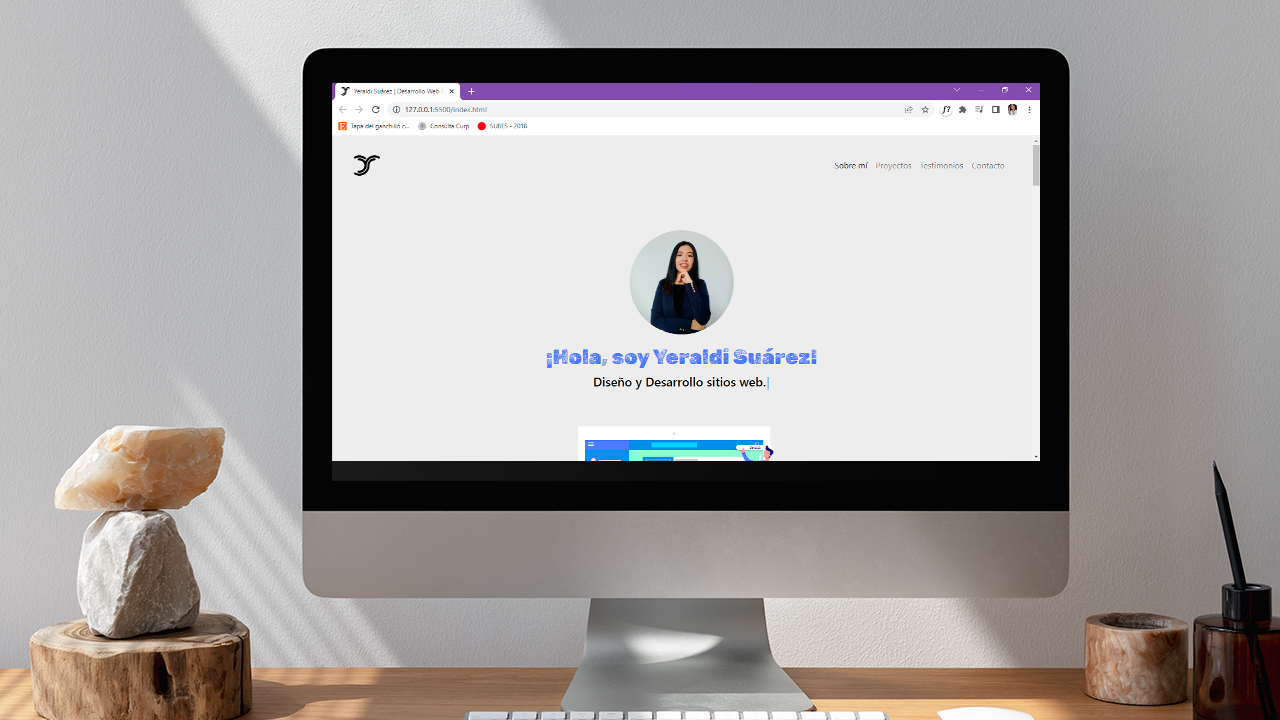 Yeraldi Suárez | Desarrollo Web
127.0.0.1:5500/index.html
f?
Tapa del ganchillo c... Consulta Curp SUBES - 2018
Sobre mí Proyectos Testimonios Contacto
¡Hola, soy Yeraldi Suárez!
Diseño y Desarrollo sitios web.